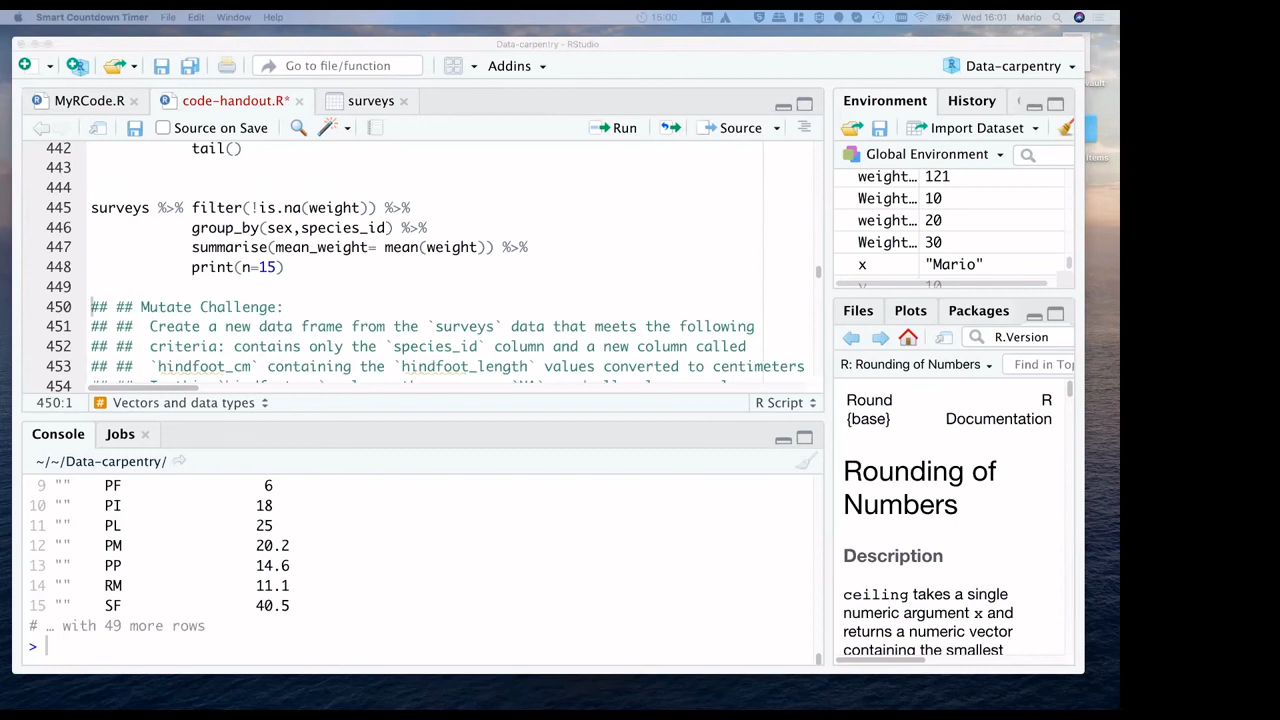 Smart Countdown Timer File Edit Window Help 15:00 14 Wed 16:01 Mario
Data-carpentry - RStudio
Go to file/function Addins Data-carpentry
MyRCode.R code-handout.R* surveys
Source on Save Run Source
442 tail()
443
444
445 surveys %>% filter(!is.na(weight)) %>%
446 group_by(sex,species_id) %>%
447 summarise(mean_weight= mean(weight)) %>%
448 print(n=15)
449
450 ## ## Mutate Challenge:
451 ## ##  Create a new data frame from the `surveys` data that meets the following
452 ## ##  criteria: contains only the `species_id` column and a new column called
453 ## ##  `hindfoot_cm` containing the `hindfoot_length` values converted to centimeters
454
450:1 # Vectors and data types R Script
Console Jobs
~/~/Data-carpentry/
9 "" PF 6
10 "" PI 18
11 "" PL 25
12 "" PM 20.2
13 "" PP 14.6
14 "" RM 11.1
15 "" SF 40.5
# … with 49 more rows
>
Environment History
Import Dataset
Global Environment
weight… 121
Weight… 10
weight… 20
Weight… 30
x "Mario"
Files Plots Packages
R.Version
R: Rounding of Numbers Find in Top
Round R
{base} Documentation
Rounding of
Numbers
Description
ceiling takes a single
numeric argument x and
returns a numeric vector
containing the smallest